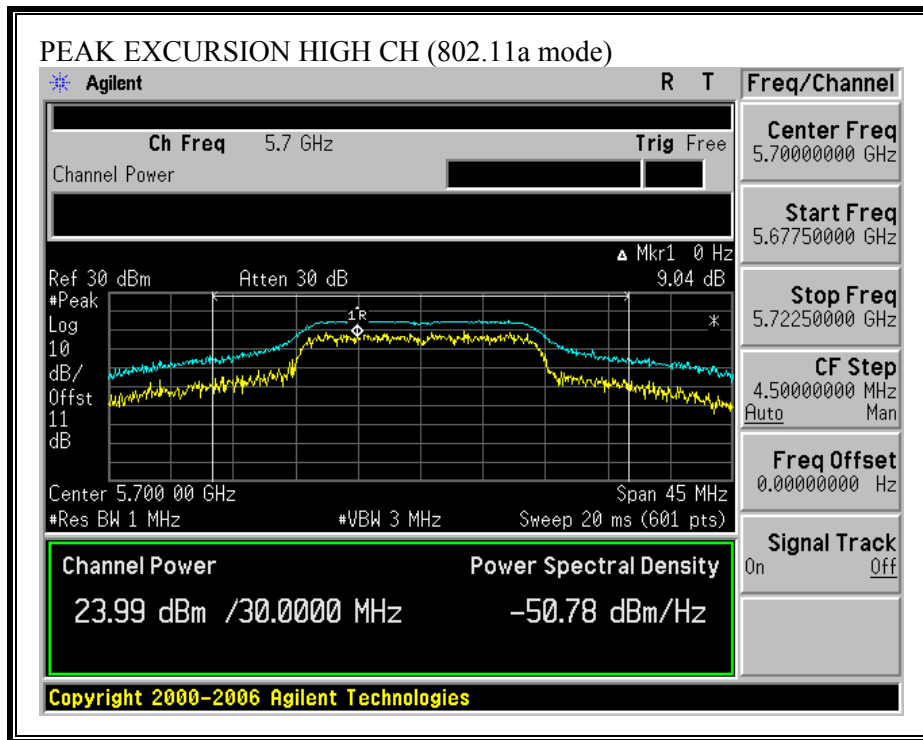 PEAK EXCURSION HIGH CH (802.11a mode)
Agilent R T
Ch Freq 5.7 GHz Trig Free
Channel Power
Δ Mkr1 0 Hz
Ref 30 dBm Atten 30 dB 9.04 dB
#Peak
Log
10
dB/
Offst
11
dB
1R
*
Center 5.700 00 GHz Span 45 MHz
#Res BW 1 MHz #VBW 3 MHz Sweep 20 ms (601 pts)
Channel Power Power Spectral Density
23.99 dBm /30.0000 MHz -50.78 dBm/Hz
Copyright 2000-2006 Agilent Technologies
Freq/Channel
Center Freq
5.70000000 GHz
Start Freq
5.67750000 GHz
Stop Freq
5.72250000 GHz
CF Step
4.50000000 MHz
Auto Man
Freq Offset
0.00000000 Hz
Signal Track
On Off